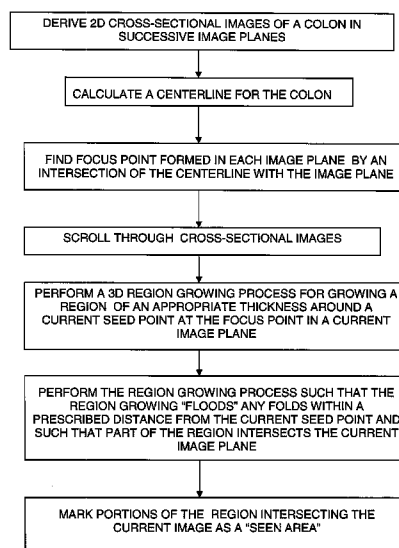 DERIVE 2D CROSS-SECTIONAL IMAGES OF A COLON IN
SUCCESSIVE IMAGE PLANES
CALCULATE A CENTERLINE FOR THE COLON
FIND FOCUS POINT FORMED IN EACH IMAGE PLANE BY AN
INTERSECTION OF THE CENTERLINE WITH THE IMAGE PLANE
SCROLL THROUGH CROSS-SECTIONAL IMAGES
PERFORM A 3D REGION GROWING PROCESS FOR GROWING A
REGION OF AN APPROPRIATE THICKNESS AROUND A
CURRENT SEED POINT AT THE FOCUS POINT IN A CURRENT
IMAGE PLANE
PERFORM THE REGION GROWING PROCESS SUCH THAT THE
REGION GROWING "FLOODS" ANY FOLDS WITHIN A
PRESCRIBED DISTANCE FROM THE CURRENT SEED POINT AND
SUCH THAT PART OF THE REGION INTERSECTS THE CURRENT
IMAGE PLANE
MARK PORTIONS OF THE REGION INTERSECTING THE
CURRENT IMAGE AS A "SEEN AREA"